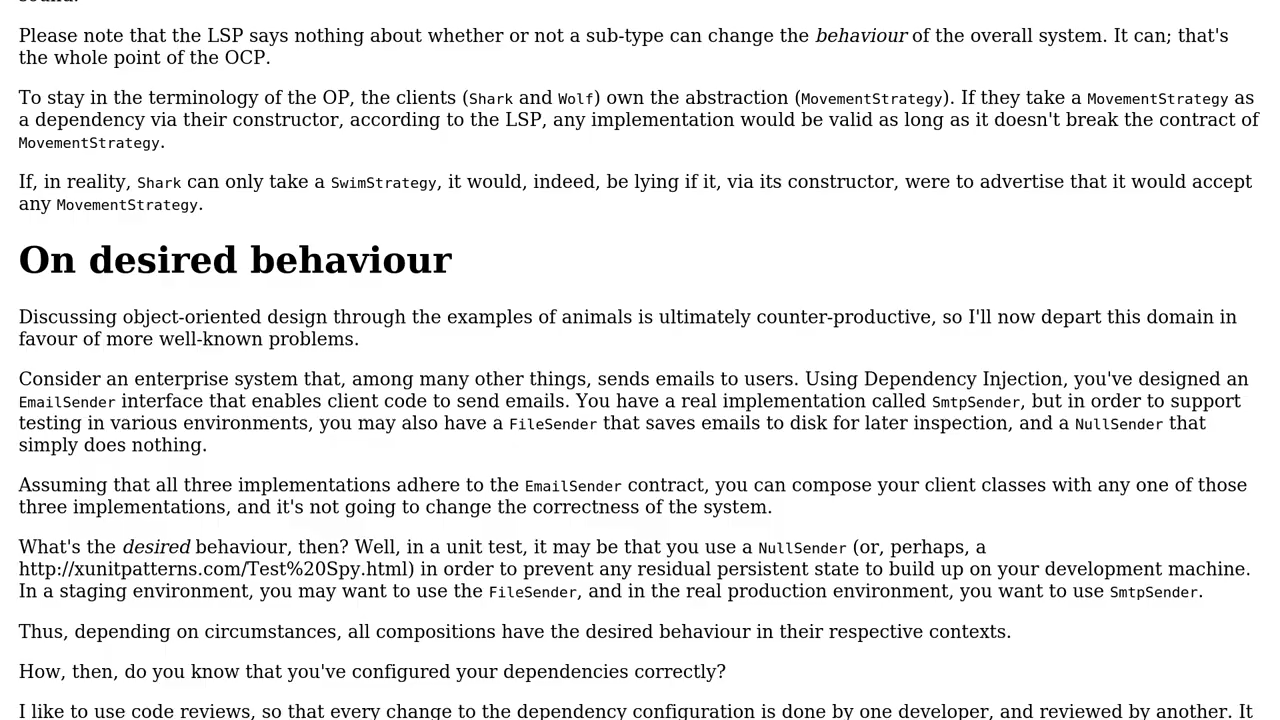 sound.
Please note that the LSP says nothing about whether or not a sub-type can change the behaviour of the overall system. It can; that's
the whole point of the OCP.
To stay in the terminology of the OP, the clients (Shark and Wolf) own the abstraction (MovementStrategy). If they take a MovementStrategy as
a dependency via their constructor, according to the LSP, any implementation would be valid as long as it doesn't break the contract of
MovementStrategy.
If, in reality, Shark can only take a SwimStrategy, it would, indeed, be lying if it, via its constructor, were to advertise that it would accept
any MovementStrategy.
On desired behaviour
Discussing object-oriented design through the examples of animals is ultimately counter-productive, so I'll now depart this domain in
favour of more well-known problems.
Consider an enterprise system that, among many other things, sends emails to users. Using Dependency Injection, you've designed an
EmailSender interface that enables client code to send emails. You have a real implementation called SmtpSender, but in order to support
testing in various environments, you may also have a FileSender that saves emails to disk for later inspection, and a NullSender that
simply does nothing.
Assuming that all three implementations adhere to the EmailSender contract, you can compose your client classes with any one of those
three implementations, and it's not going to change the correctness of the system.
What's the desired behaviour, then? Well, in a unit test, it may be that you use a NullSender (or, perhaps, a
http://xunitpatterns.com/Test%20Spy.html) in order to prevent any residual persistent state to build up on your development machine.
In a staging environment, you may want to use the FileSender, and in the real production environment, you want to use SmtpSender.
Thus, depending on circumstances, all compositions have the desired behaviour in their respective contexts.
How, then, do you know that you've configured your dependencies correctly?
I like to use code reviews, so that every change to the dependency configuration is done by one developer, and reviewed by another. It